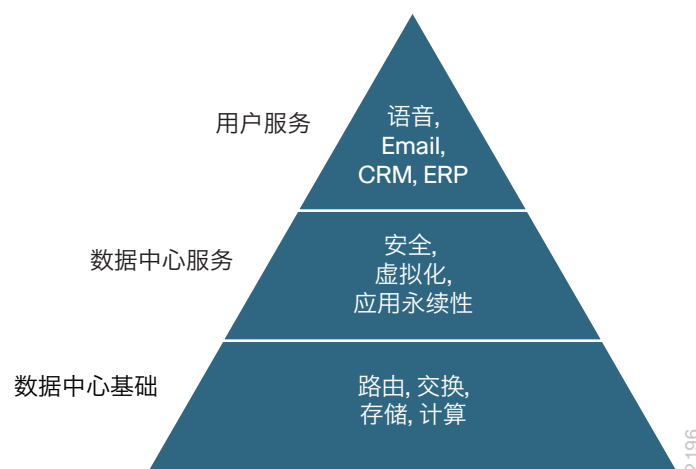 用户服务
语音,
Email,
CRM, ERP
数据中心服务
安全,
虚拟化,
应用永续性
数据中心基础
路由, 交换,
存储, 计算
2196